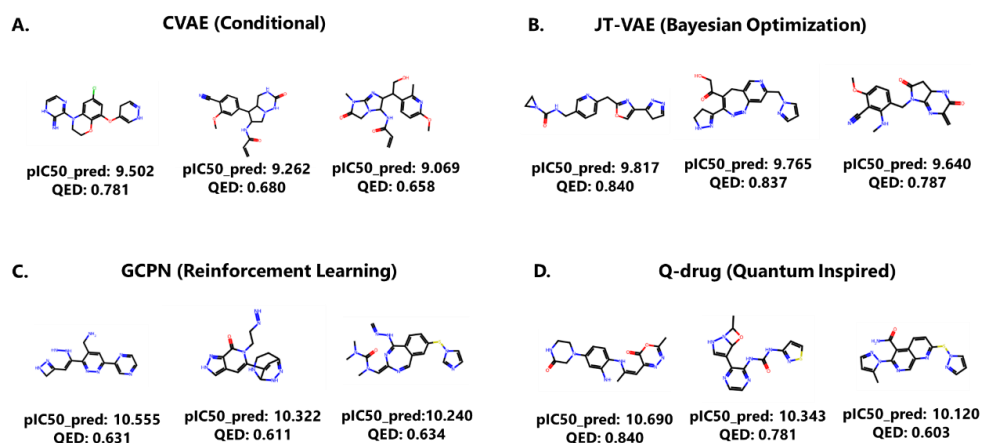 A. CVAE (Conditional)
pIC50_pred: 9.502
QED: 0.781
pIC50_pred: 9.262
QED: 0.680
pIC50_pred: 9.069
QED: 0.658
B. JT-VAE (Bayesian Optimization)
pIC50_pred: 9.817
QED: 0.840
pIC50_pred: 9.765
QED: 0.837
pIC50_pred: 9.640
QED: 0.787
C. GCPN (Reinforcement Learning)
pIC50_pred: 10.555
QED: 0.631
pIC50_pred: 10.322
QED: 0.611
pIC50_pred:10.240
QED: 0.634
D. Q-drug (Quantum Inspired)
pIC50_pred: 10.690
QED: 0.840
pIC50_pred: 10.343
QED: 0.781
pIC50_pred: 10.120
QED: 0.603